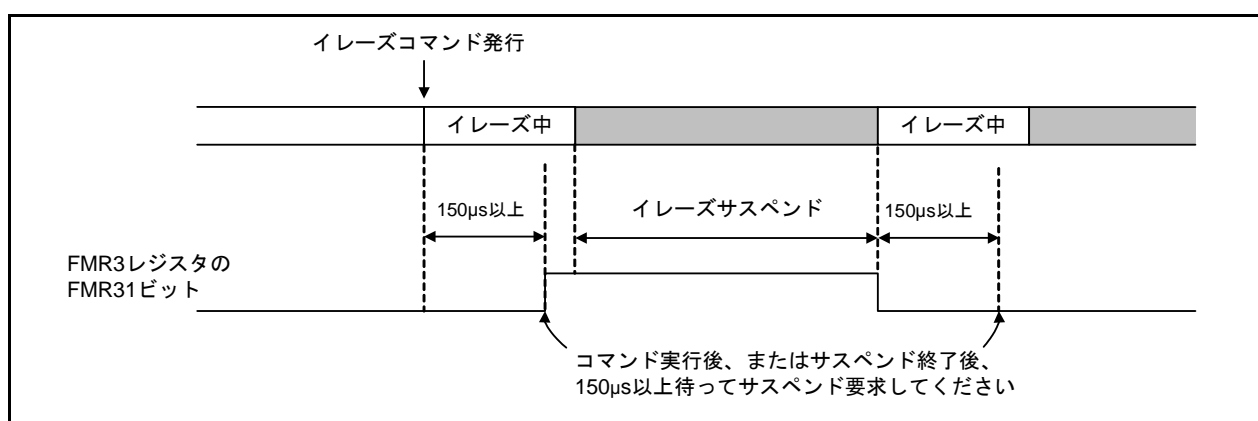 イレーズコマンド発行
イレーズ中
イレーズ中
150μs以上
イレーズサスペンド
150μs以上
FMR3レジスタの
FMR31ビット
コマンド実行後、またはサスペンド終了後、
150μs以上待ってサスペンド要求してください